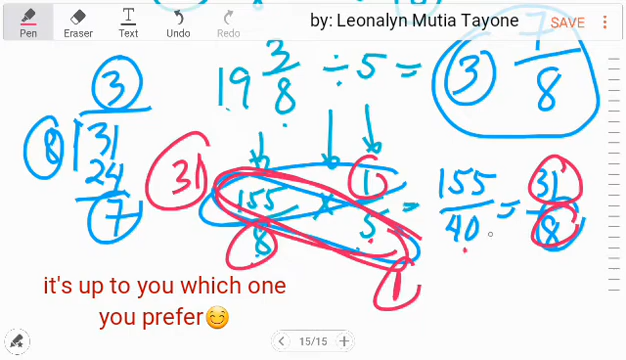 by: Leonalyn Mutia Tayone
Pen Eraser Text Undo Redo SAVE
19 3/8 ÷ 5 = 3 7/8
3
8 31
24
7
31 1
155/8 × 5 = 155/40 = 31/8
1
it's up to you which one
you prefer😊
15/15